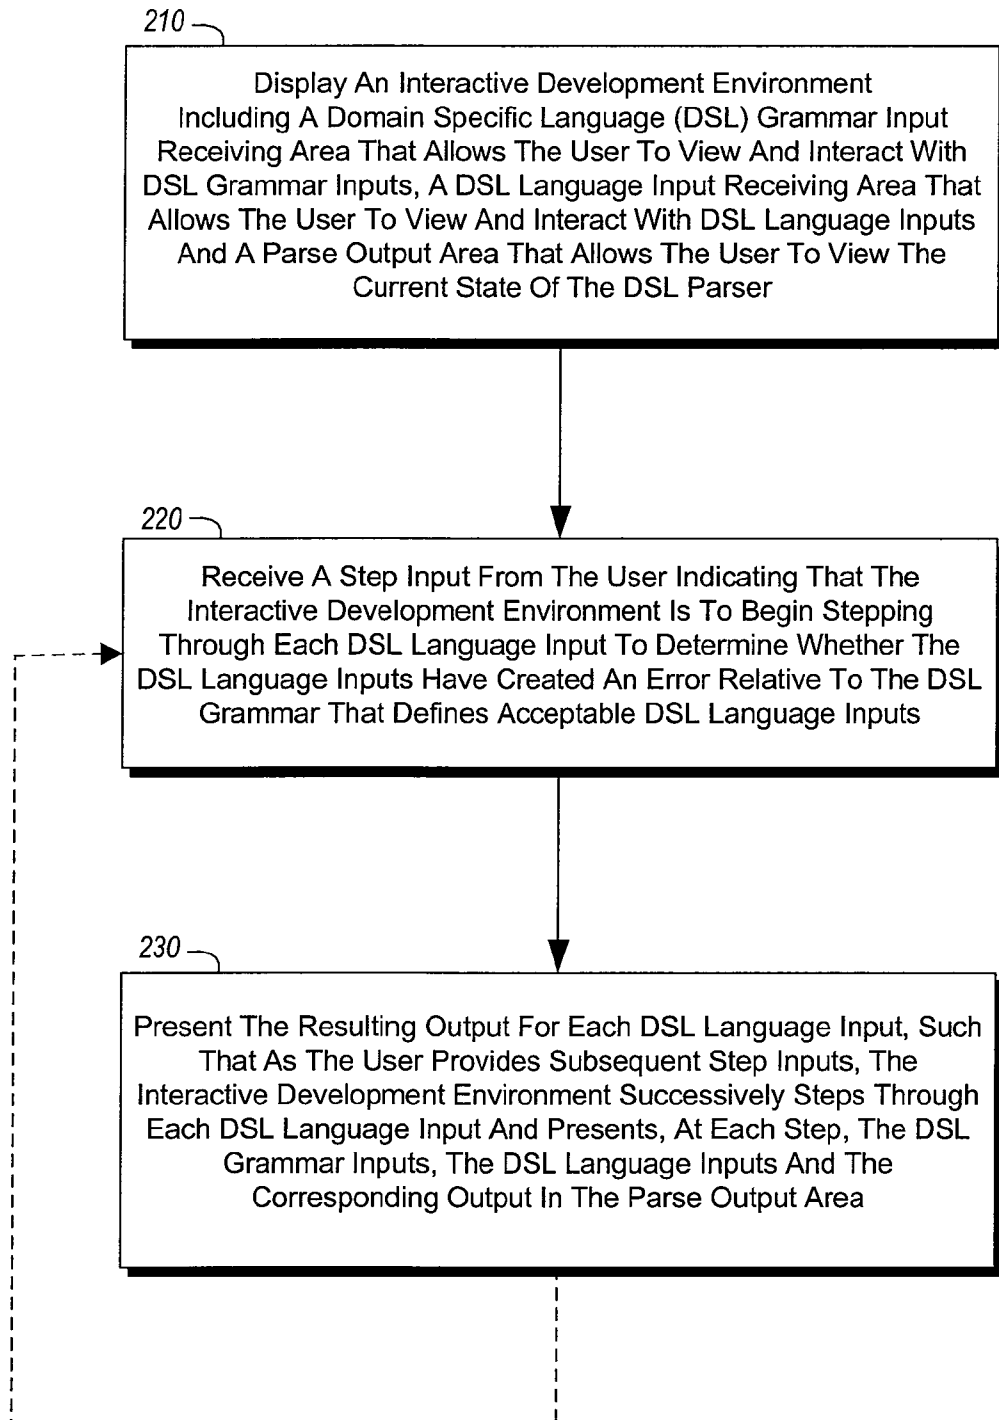 210
Display An Interactive Development Environment
Including A Domain Specific Language (DSL) Grammar Input
Receiving Area That Allows The User To View And Interact With
DSL Grammar Inputs, A DSL Language Input Receiving Area That
Allows The User To View And Interact With DSL Language Inputs
And A Parse Output Area That Allows The User To View The
Current State Of The DSL Parser
220
Receive A Step Input From The User Indicating That The
Interactive Development Environment Is To Begin Stepping
Through Each DSL Language Input To Determine Whether The
DSL Language Inputs Have Created An Error Relative To The DSL
Grammar That Defines Acceptable DSL Language Inputs
230
Present The Resulting Output For Each DSL Language Input, Such
That As The User Provides Subsequent Step Inputs, The
Interactive Development Environment Successively Steps Through
Each DSL Language Input And Presents, At Each Step, The DSL
Grammar Inputs, The DSL Language Inputs And The
Corresponding Output In The Parse Output Area